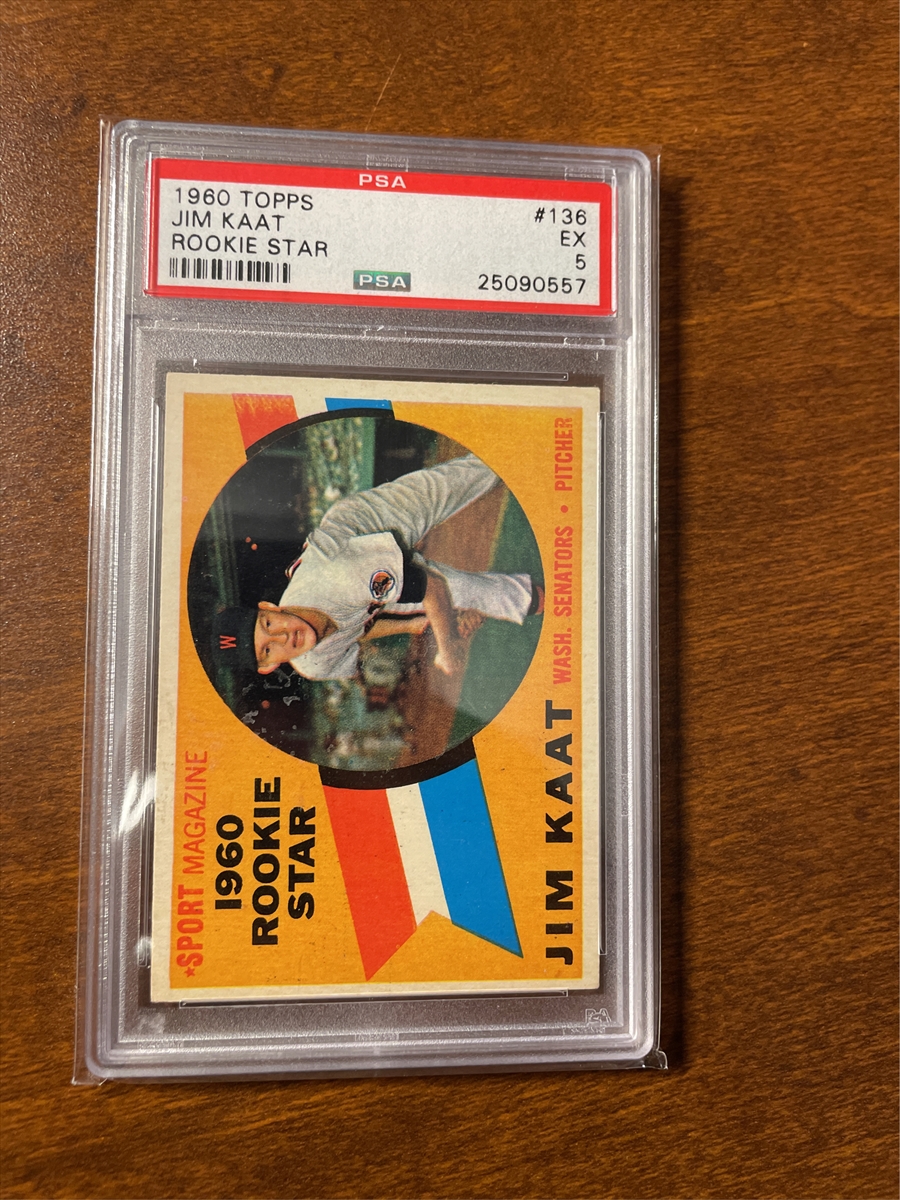 PSA
1960 TOPPS
JIM KAAT
ROOKIE STAR
#136
EX
5
PSA
25090557
*SPORT MAGAZINE
1960
ROOKIE
STAR
W
JIM KAAT WASH. SENATORS • PITCHER